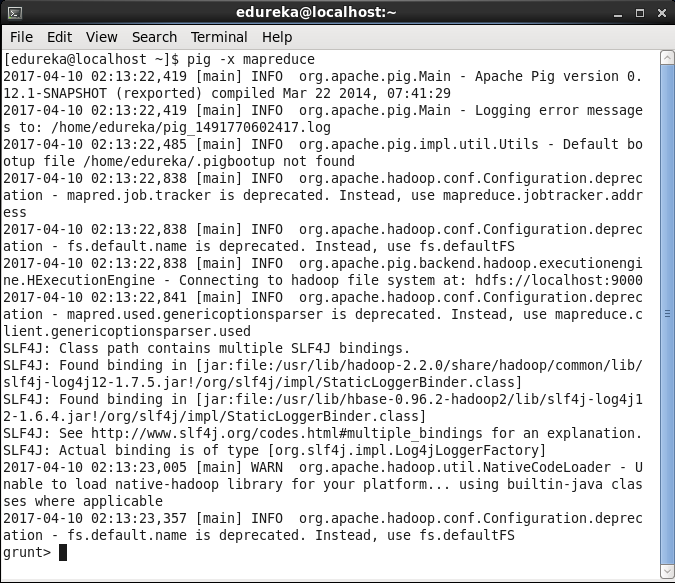 edureka@localhost:~
File Edit View Search Terminal Help
[edureka@localhost ~]$ pig -x mapreduce
2017-04-10 02:13:22,419 [main] INFO  org.apache.pig.Main - Apache Pig version 0.
12.1-SNAPSHOT (rexported) compiled Mar 22 2014, 07:41:29
2017-04-10 02:13:22,419 [main] INFO  org.apache.pig.Main - Logging error message
s to: /home/edureka/pig_1491770602417.log
2017-04-10 02:13:22,485 [main] INFO  org.apache.pig.impl.util.Utils - Default bo
otup file /home/edureka/.pigbootup not found
2017-04-10 02:13:22,838 [main] INFO  org.apache.hadoop.conf.Configuration.deprec
ation - mapred.job.tracker is deprecated. Instead, use mapreduce.jobtracker.addr
ess
2017-04-10 02:13:22,838 [main] INFO  org.apache.hadoop.conf.Configuration.deprec
ation - fs.default.name is deprecated. Instead, use fs.defaultFS
2017-04-10 02:13:22,838 [main] INFO  org.apache.pig.backend.hadoop.executionengi
ne.HExecutionEngine - Connecting to hadoop file system at: hdfs://localhost:9000
2017-04-10 02:13:22,841 [main] INFO  org.apache.hadoop.conf.Configuration.deprec
ation - mapred.used.genericoptionsparser is deprecated. Instead, use mapreduce.c
lient.genericoptionsparser.used
SLF4J: Class path contains multiple SLF4J bindings.
SLF4J: Found binding in [jar:file:/usr/lib/hadoop-2.2.0/share/hadoop/common/lib/
slf4j-log4j12-1.7.5.jar!/org/slf4j/impl/StaticLoggerBinder.class]
SLF4J: Found binding in [jar:file:/usr/lib/hbase-0.96.2-hadoop2/lib/slf4j-log4j1
2-1.6.4.jar!/org/slf4j/impl/StaticLoggerBinder.class]
SLF4J: See http://www.slf4j.org/codes.html#multiple_bindings for an explanation.
SLF4J: Actual binding is of type [org.slf4j.impl.Log4jLoggerFactory]
2017-04-10 02:13:23,005 [main] WARN  org.apache.hadoop.util.NativeCodeLoader - U
nable to load native-hadoop library for your platform... using builtin-java clas
ses where applicable
2017-04-10 02:13:23,357 [main] INFO  org.apache.hadoop.conf.Configuration.deprec
ation - fs.default.name is deprecated. Instead, use fs.defaultFS
grunt>